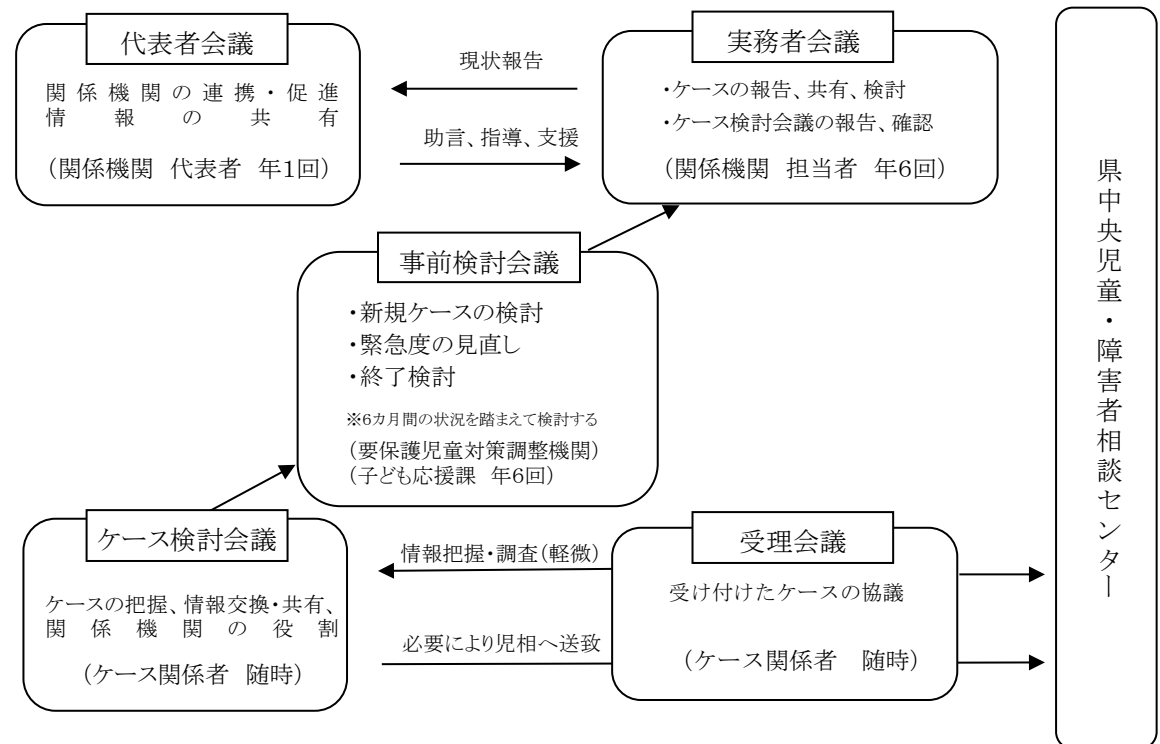 代表者会議
関係機関の連携・促進
情報の共有
(関係機関 代表者 年1回)
現状報告
助言、指導、支援
実務者会議
・ケースの報告、共有、検討
・ケース検討会議の報告、確認
(関係機関 担当者 年6回)
事前検討会議
・新規ケースの検討
・緊急度の見直し
・終了検討
※6カ月間の状況を踏まえて検討する
(要保護児童対策調整機関)
(子ども応援課 年6回)
ケース検討会議
ケースの把握、情報交換・共有、
関係機関の役割
(ケース関係者 随時)
情報把握・調査(軽微)
必要により児相へ送致
受理会議
受け付けたケースの協議
(ケース関係者 随時)
県中央児童・障害者相談センター